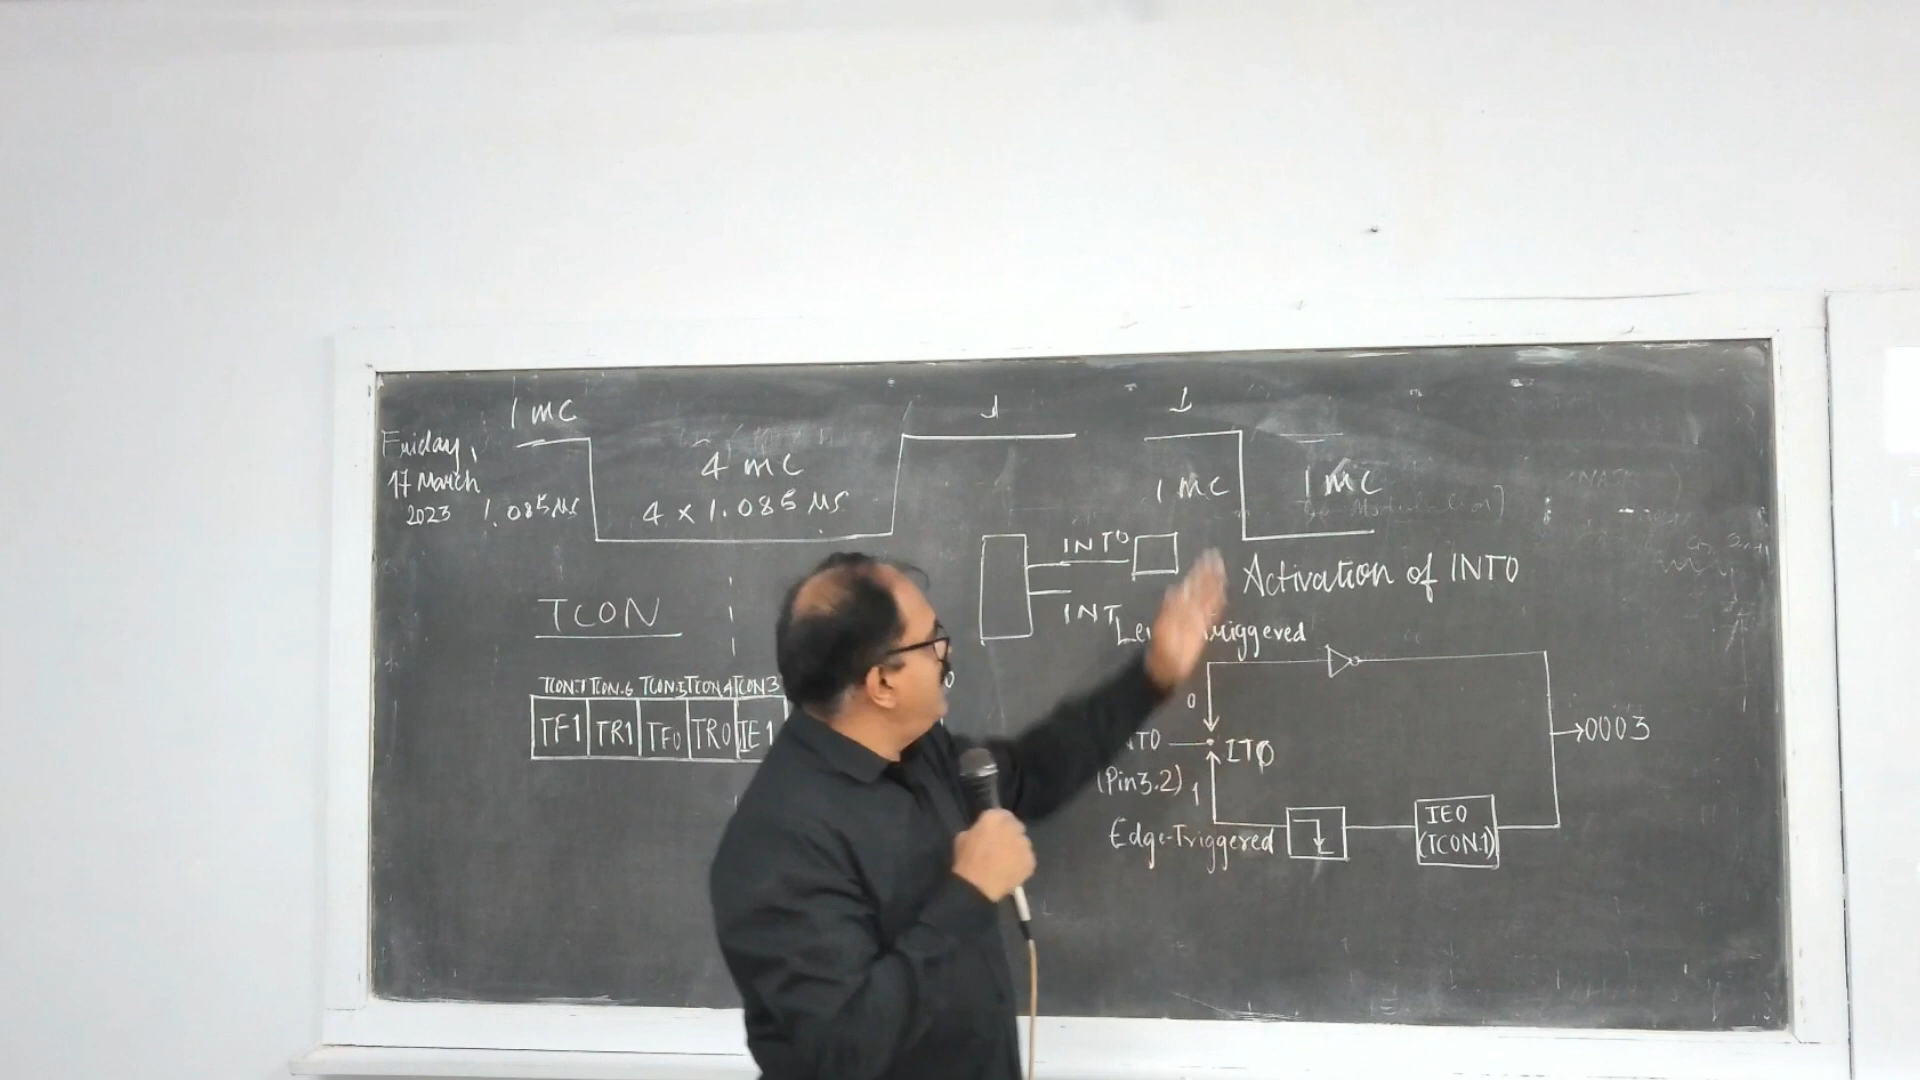 1 MC
Friday,
17 March
2023
1.085 μs
4 MC
4 × 1.085 μs
1 MC
1 MC
INT0
INT
Activation of INT0
TCON
Triggered
TCON.7 TCON.6 TCON.5 TCON.4 TCON 3
TF1 TR1 TF0 TR0 IE1
0
IT0
(Pin3.2)
1
→0003
Edge-Triggered
IE0
(TCON.1)